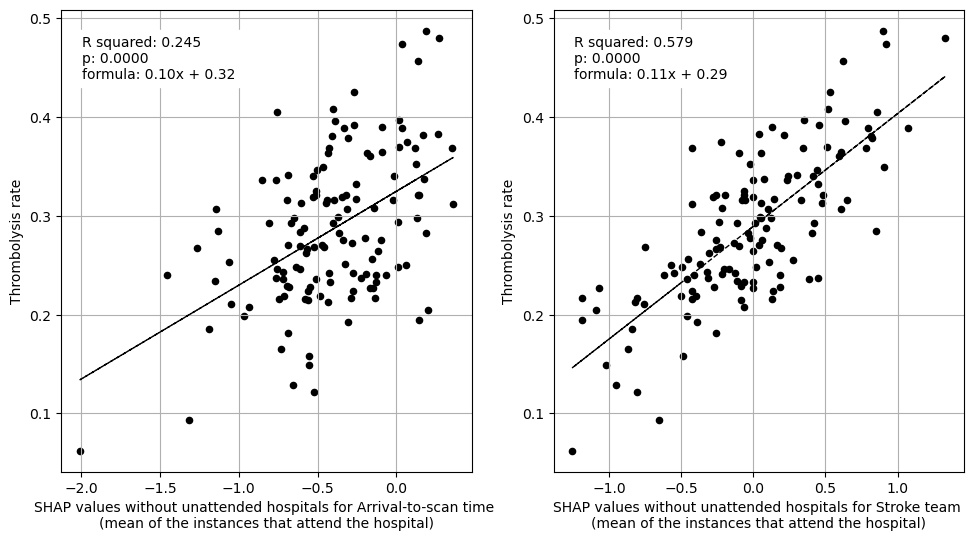 R squared: 0.245
p: 0.0000
formula: 0.10x + 0.32
Thrombolysis rate
0.5
0.4
0.3
0.2
0.1
−2.0 −1.5 −1.0 −0.5 0.0
SHAP values without unattended hospitals for Arrival-to-scan time
(mean of the instances that attend the hospital)
R squared: 0.579
p: 0.0000
formula: 0.11x + 0.29
Thrombolysis rate
0.5
0.4
0.3
0.2
0.1
−1.0 −0.5 0.0 0.5 1.0
SHAP values without unattended hospitals for Stroke team
(mean of the instances that attend the hospital)